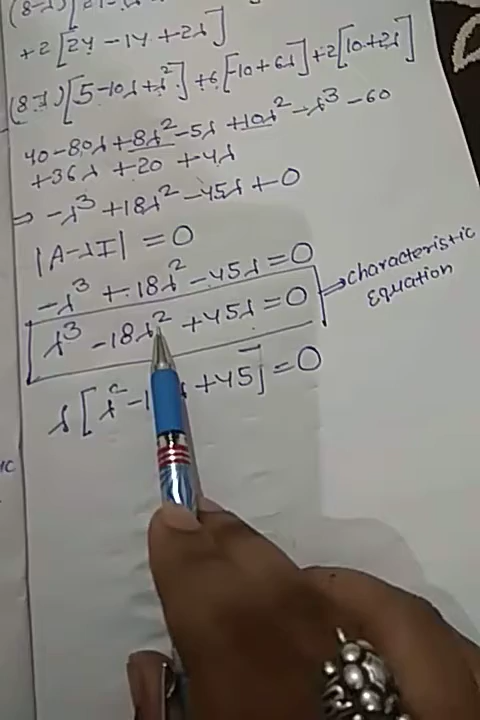 +2[24-14+2λ]
(8-λ)[5-10λ+λ²]+6[-10+6λ]+2[10+2λ]
40-80λ+8λ²-5λ+10λ²-λ³-60
+36λ+20+4λ
⇒ -λ³+18λ²-45λ+0
|A-λI|=0
-λ³+18λ²-45λ=0
λ³-18λ²+45λ=0 → characteristic Equation
λ[λ²-1 λ+45]=0